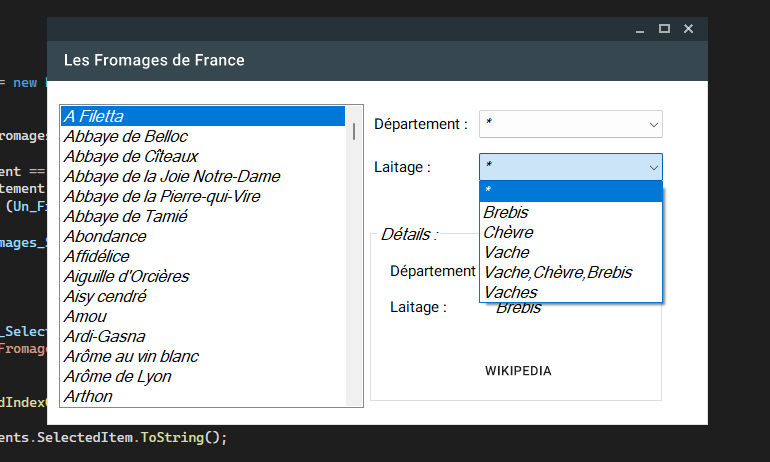 Les Fromages de France
= new
romages
ent ==
tement
(Un_F
mages_S
_Select
Fromage
dIndex
ents.SelectedItem.ToString();
A Filetta
Abbaye de Belloc
Abbaye de Cîteaux
Abbaye de la Joie Notre-Dame
Abbaye de la Pierre-qui-Vire
Abbaye de Tamié
Abondance
Affidélice
Aiguille d'Orcières
Aisy cendré
Amou
Ardi-Gasna
Arôme au vin blanc
Arôme de Lyon
Arthon
Département : *
Laitage : *
*
Brebis
Chèvre
Vache
Vache,Chèvre,Brebis
Vaches
Détails :
Département
Laitage : Brebis
WIKIPEDIA